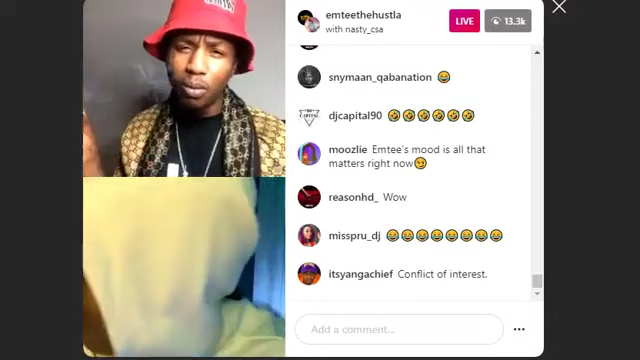 emteethehustla
LIVE
13.3k
with nasty_csa
snymaan_qabanation 😂
djcapital90 🤣🤣🤣🤣🤣🤣
moozlie Emtee's mood is all that
matters right now😏
reasonhd_ Wow
misspru_dj 😂😂😂😂😂😂😂😂
itsyangachief Conflict of interest.
Add a comment...